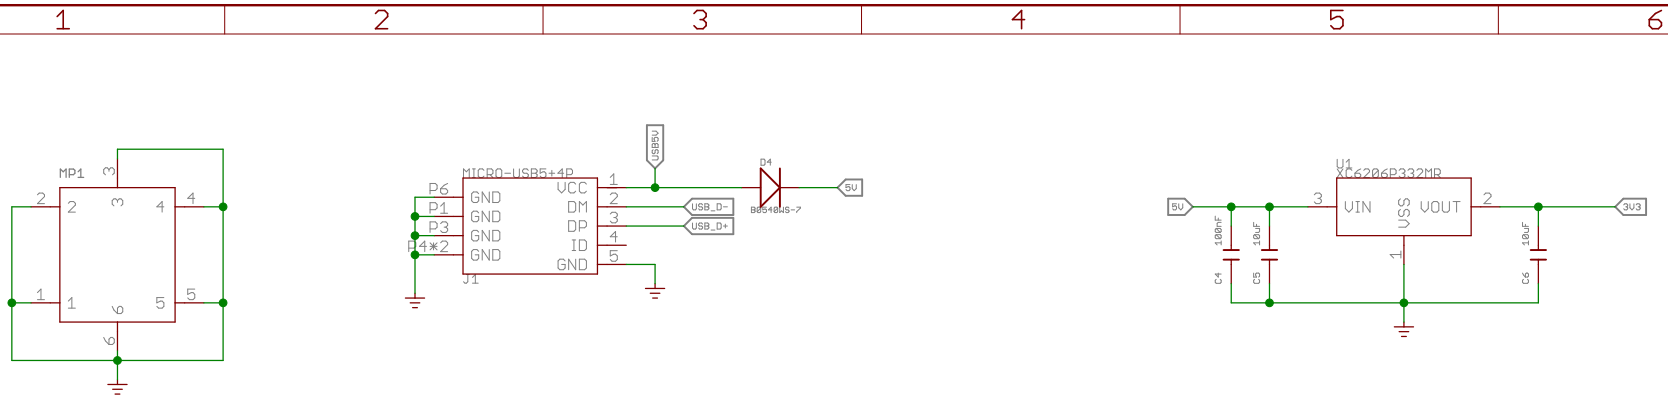 1 2 3 4 5 6
MP1
3
3
2 2 4 4
1 1 5 5
6
6
MICRO-USB5+4P
P6 GND VCC 1
P1 GND DM 2
P3 GND DP 3
P4*2 GND ID 4
GND 5
J1
USB5V
USB_D-
USB_D+
D4
B0540WS-7
5V
U1
XC6206P332MR
5V
3 VIN VSS VOUT 2
1
3V3
100nF
C4
10uF
C5
10uF
C6